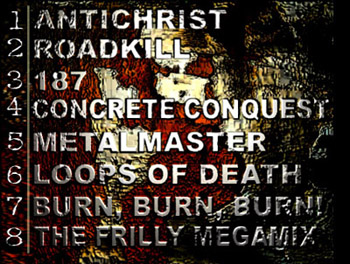 1 ANTICHRIST
2 ROADKILL
3 187
4 CONCRETE CONQUEST
5 METALMASTER
6 LOOPS OF DEATH
7 BURN, BURN, BURN!
8 THE FRILLY MEGAMIX